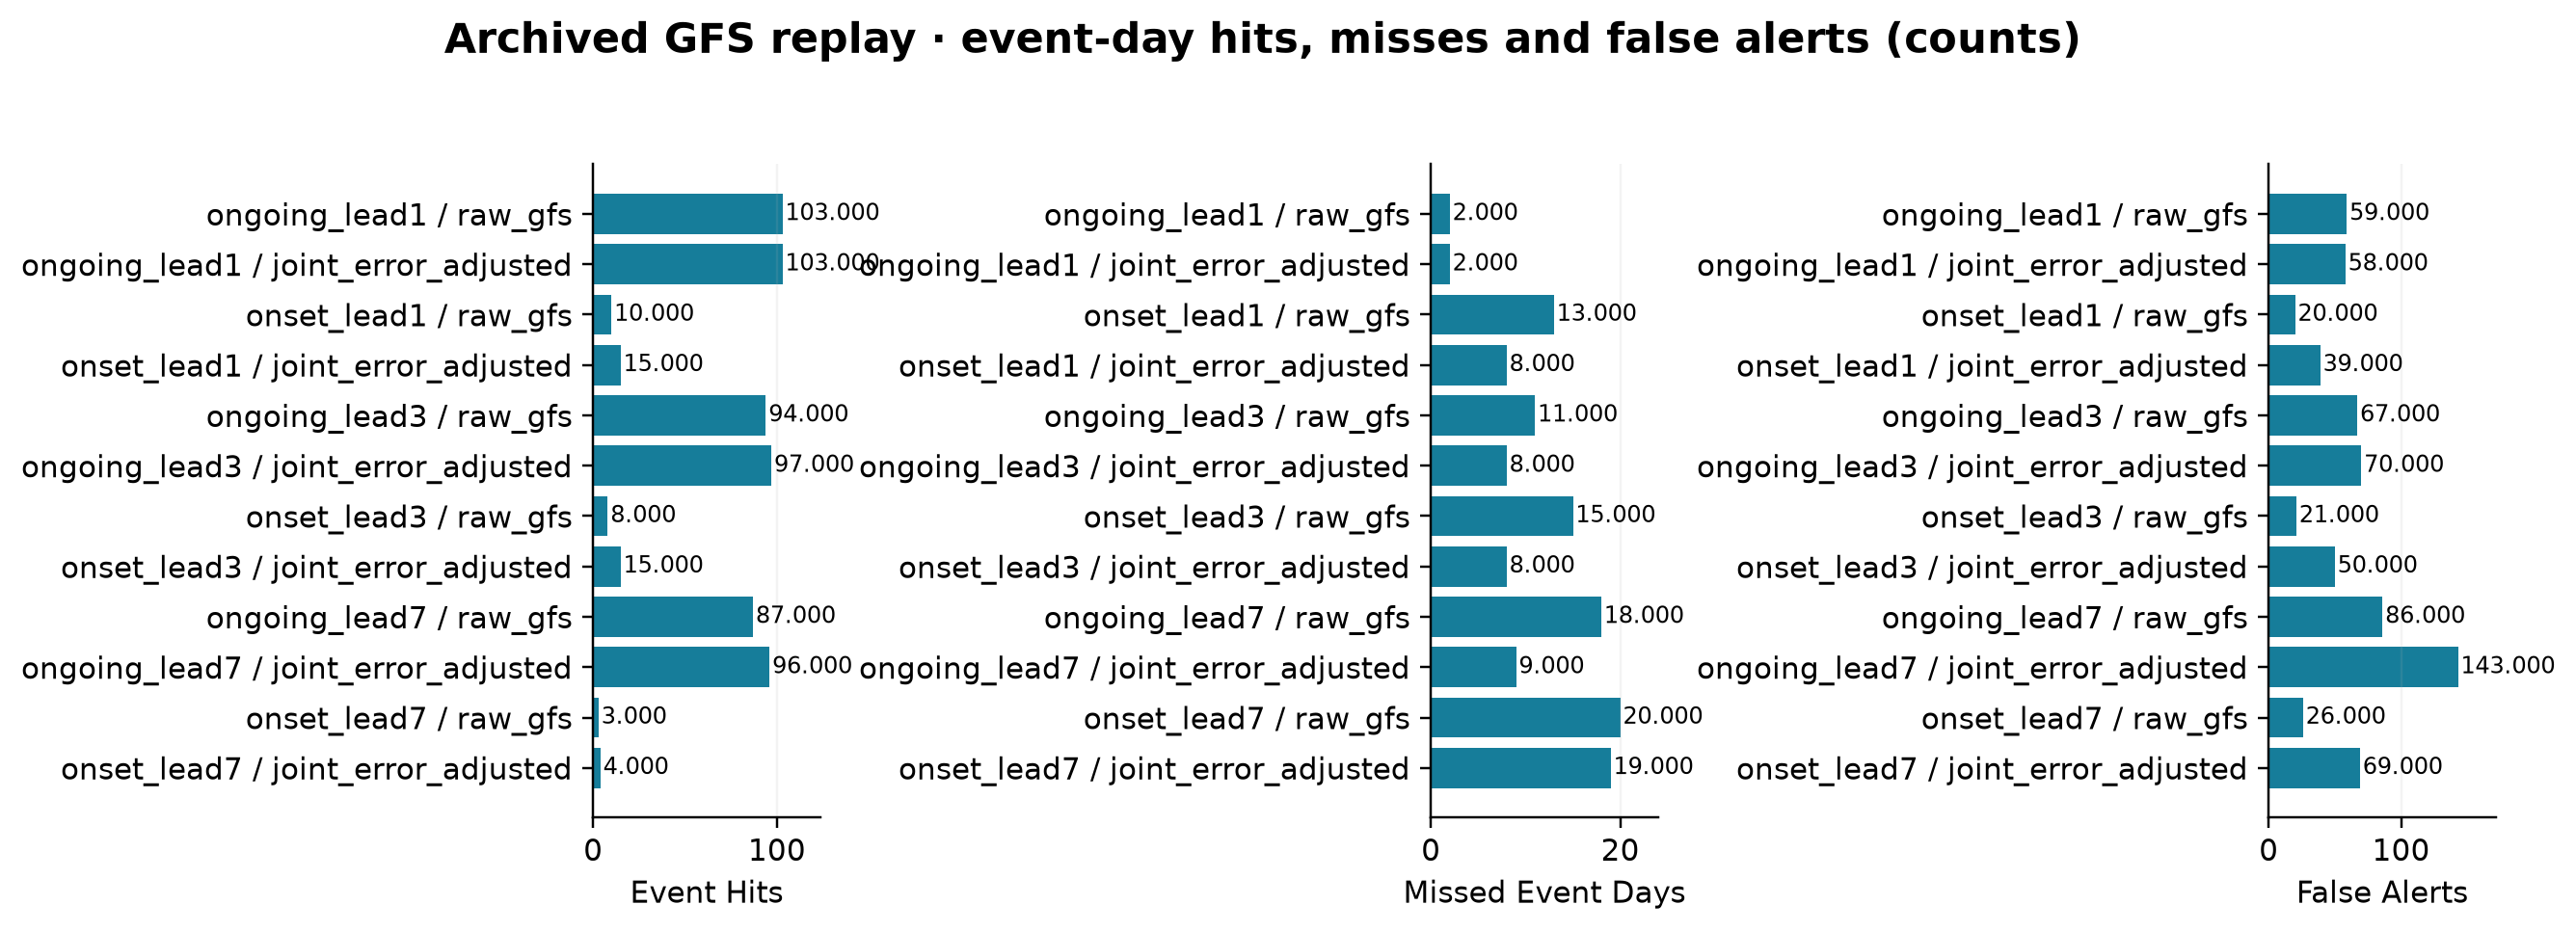 Archived GFS replay · event-day hits, misses and false alerts (counts)
ongoing_lead1 / raw_gfs 103.000
ongoing_lead1 / joint_error_adjusted 103.000
onset_lead1 / raw_gfs 10.000
onset_lead1 / joint_error_adjusted 15.000
ongoing_lead3 / raw_gfs 94.000
ongoing_lead3 / joint_error_adjusted 97.000
onset_lead3 / raw_gfs 8.000
onset_lead3 / joint_error_adjusted 15.000
ongoing_lead7 / raw_gfs 87.000
ongoing_lead7 / joint_error_adjusted 96.000
onset_lead7 / raw_gfs 3.000
onset_lead7 / joint_error_adjusted 4.000
0 100
Event Hits
ongoing_lead1 / raw_gfs 2.000
ongoing_lead1 / joint_error_adjusted 2.000
onset_lead1 / raw_gfs 13.000
onset_lead1 / joint_error_adjusted 8.000
ongoing_lead3 / raw_gfs 11.000
ongoing_lead3 / joint_error_adjusted 8.000
onset_lead3 / raw_gfs 15.000
onset_lead3 / joint_error_adjusted 8.000
ongoing_lead7 / raw_gfs 18.000
ongoing_lead7 / joint_error_adjusted 9.000
onset_lead7 / raw_gfs 20.000
onset_lead7 / joint_error_adjusted 19.000
0 20
Missed Event Days
ongoing_lead1 / raw_gfs 59.000
ongoing_lead1 / joint_error_adjusted 58.000
onset_lead1 / raw_gfs 20.000
onset_lead1 / joint_error_adjusted 39.000
ongoing_lead3 / raw_gfs 67.000
ongoing_lead3 / joint_error_adjusted 70.000
onset_lead3 / raw_gfs 21.000
onset_lead3 / joint_error_adjusted 50.000
ongoing_lead7 / raw_gfs 86.000
ongoing_lead7 / joint_error_adjusted 143.000
onset_lead7 / raw_gfs 26.000
onset_lead7 / joint_error_adjusted 69.000
0 100
False Alerts